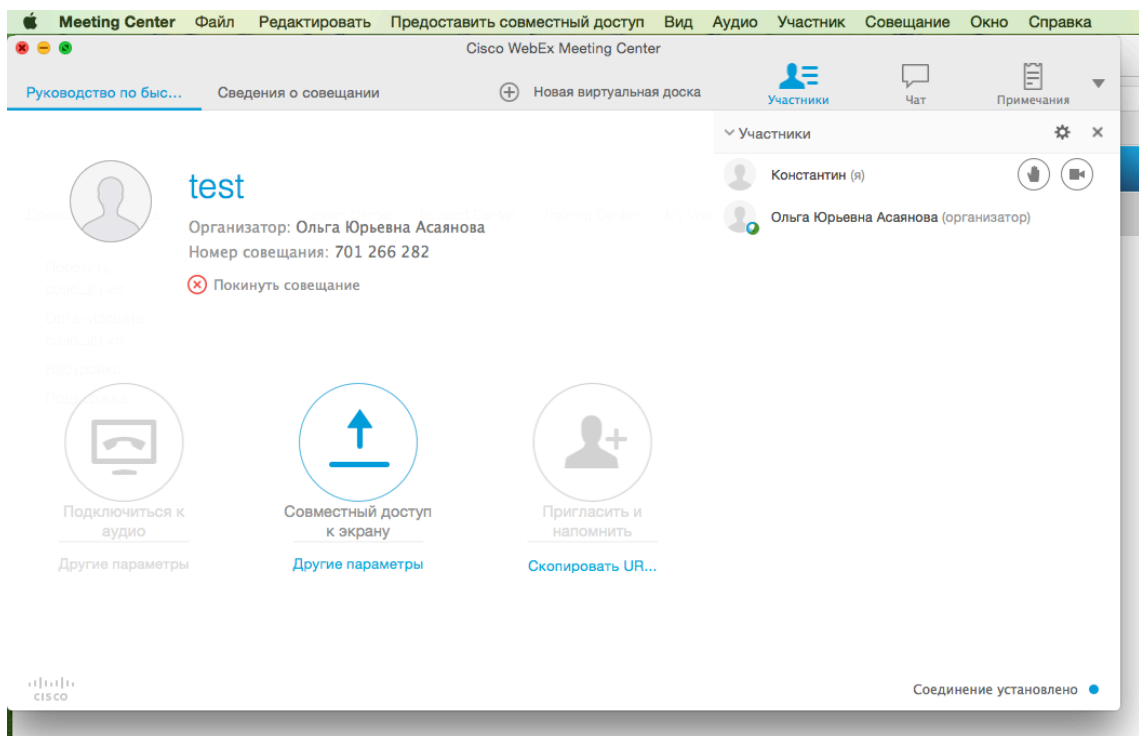 Meeting Center Файл Редактировать Предоставить совместный доступ Вид Аудио Участник Совещание Окно Справка
Cisco WebEx Meeting Center
Руководство по быс... Сведения о совещании Новая виртуальная доска Участники Чат Примечания
Участники
test
Константин (я)
Организатор: Ольга Юрьевна Асаянова
Ольга Юрьевна Асаянова (организатор)
Номер совещания: 701 266 282
Покинуть совещание
Подключиться к
аудио
Совместный доступ
к экрану
Пригласить и
напомнить
Другие параметры
Другие параметры
Скопировать UR...
cisco
Соединение установлено